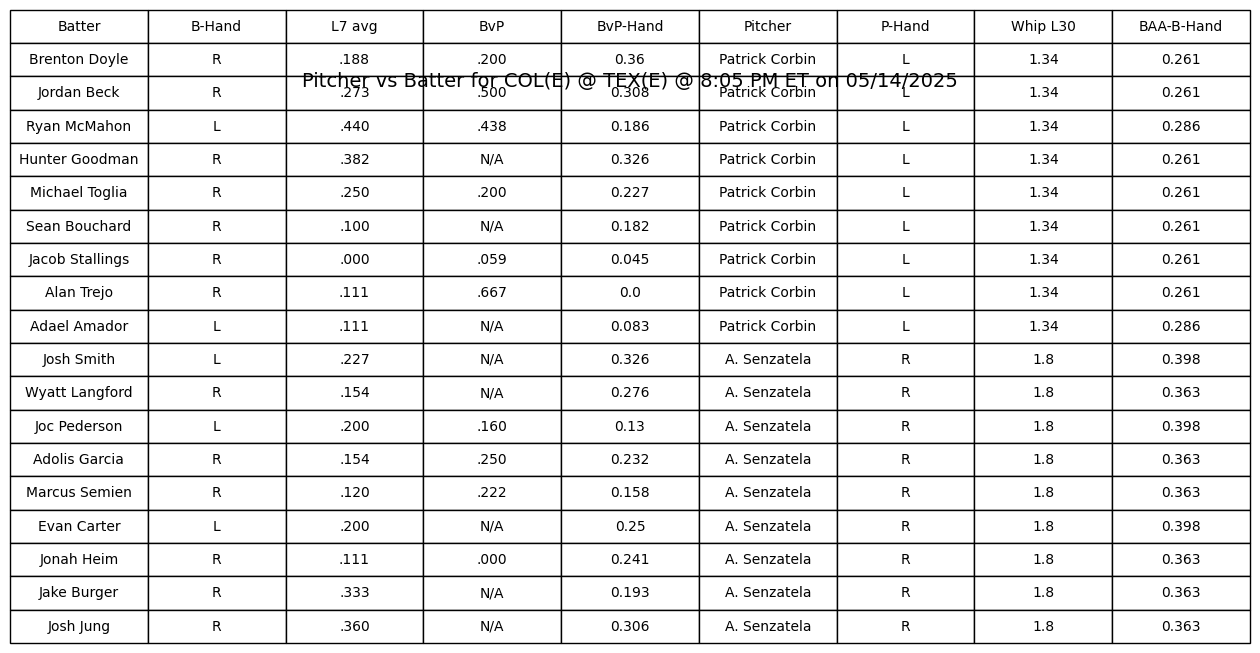 Batter B-Hand L7 avg BvP BvP-Hand Pitcher P-Hand Whip L30 BAA-B-Hand
Brenton Doyle R .188 .200 0.36 Patrick Corbin L 1.34 0.261
Pitcher vs Batter for COL(E) @ TEX(E) @ 8:05 PM ET on 05/14/2025
Jordan Beck R .273 .500 0.308 Patrick Corbin L 1.34 0.261
Ryan McMahon L .440 .438 0.186 Patrick Corbin L 1.34 0.286
Hunter Goodman R .382 N/A 0.326 Patrick Corbin L 1.34 0.261
Michael Toglia R .250 .200 0.227 Patrick Corbin L 1.34 0.261
Sean Bouchard R .100 N/A 0.182 Patrick Corbin L 1.34 0.261
Jacob Stallings R .000 .059 0.045 Patrick Corbin L 1.34 0.261
Alan Trejo R .111 .667 0.0 Patrick Corbin L 1.34 0.261
Adael Amador L .111 N/A 0.083 Patrick Corbin L 1.34 0.286
Josh Smith L .227 N/A 0.326 A. Senzatela R 1.8 0.398
Wyatt Langford R .154 N/A 0.276 A. Senzatela R 1.8 0.363
Joc Pederson L .200 .160 0.13 A. Senzatela R 1.8 0.398
Adolis Garcia R .154 .250 0.232 A. Senzatela R 1.8 0.363
Marcus Semien R .120 .222 0.158 A. Senzatela R 1.8 0.363
Evan Carter L .200 N/A 0.25 A. Senzatela R 1.8 0.398
Jonah Heim R .111 .000 0.241 A. Senzatela R 1.8 0.363
Jake Burger R .333 N/A 0.193 A. Senzatela R 1.8 0.363
Josh Jung R .360 N/A 0.306 A. Senzatela R 1.8 0.363